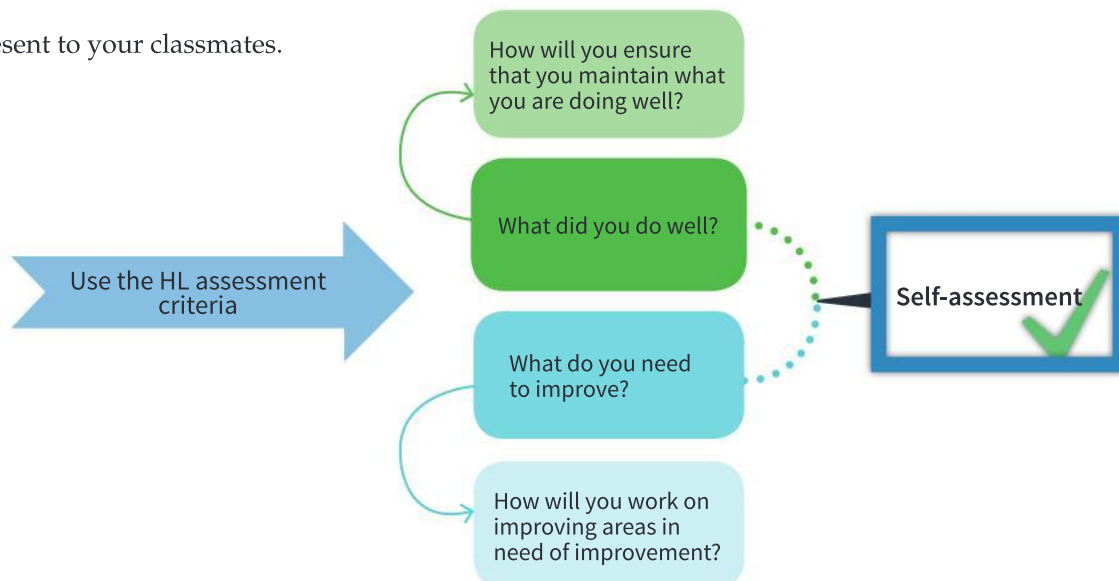 to your classmates.
How will you ensure
that you maintain what
you are doing well?
What did you do well?
Use the HL assessment
criteria
Self-assessment
What do you need
to improve?
How will you work on
improving areas in
need of improvement?